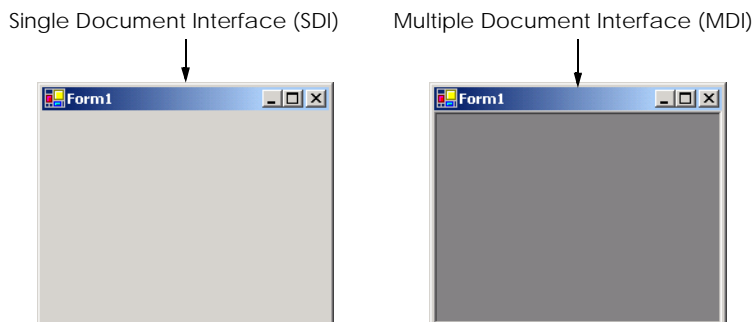 Single Document Interface (SDI)
Multiple Document Interface (MDI)
Form1
Form1